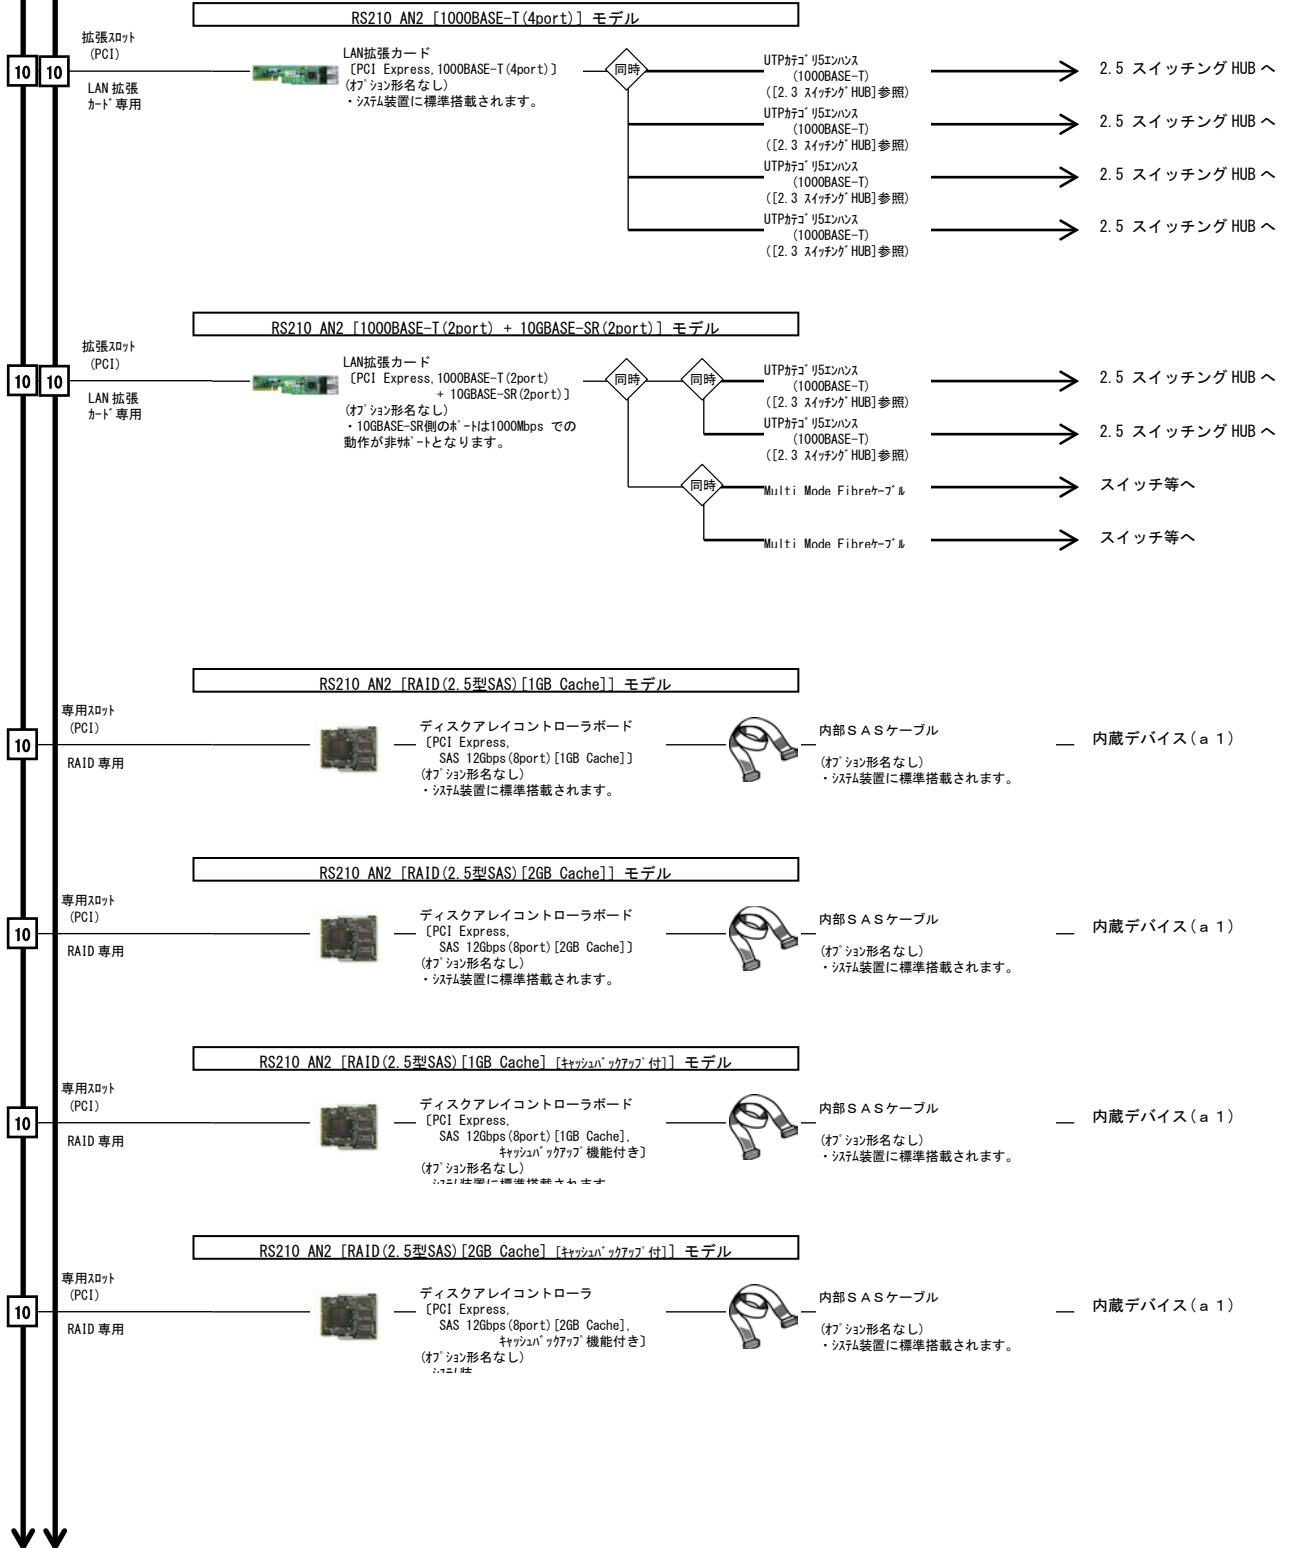 RS210 AN2 [1000BASE-T(4port)] モデル
拡張ｽﾛｯﾄ
(PCI)
10 10
LAN 拡張
ｶｰﾄﾞ専用
LAN拡張カード
〔PCI Express,1000BASE-T(4port)〕
(ｵﾌﾟｼｮﾝ形名なし)
・ｼｽﾃﾑ装置に標準搭載されます。
同時
UTPｶﾃｺﾞﾘ5ｴﾝﾊﾝｽ
(1000BASE-T)
([2.3 ｽｲｯﾁﾝｸﾞHUB]参照)
2.5 スイッチング HUB へ
UTPｶﾃｺﾞﾘ5ｴﾝﾊﾝｽ
(1000BASE-T)
([2.3 ｽｲｯﾁﾝｸﾞHUB]参照)
2.5 スイッチング HUB へ
UTPｶﾃｺﾞﾘ5ｴﾝﾊﾝｽ
(1000BASE-T)
([2.3 ｽｲｯﾁﾝｸﾞHUB]参照)
2.5 スイッチング HUB へ
UTPｶﾃｺﾞﾘ5ｴﾝﾊﾝｽ
(1000BASE-T)
([2.3 ｽｲｯﾁﾝｸﾞHUB]参照)
2.5 スイッチング HUB へ
RS210 AN2 [1000BASE-T(2port) + 10GBASE-SR(2port)] モデル
拡張ｽﾛｯﾄ
(PCI)
10 10
LAN 拡張
ｶｰﾄﾞ専用
LAN拡張カード
〔PCI Express,1000BASE-T(2port)
+ 10GBASE-SR(2port)〕
(ｵﾌﾟｼｮﾝ形名なし)
・10GBASE-SR側のﾎﾟｰﾄは1000Mbps での
動作が非ｻﾎﾟｰﾄとなります。
同時
同時
UTPｶﾃｺﾞﾘ5ｴﾝﾊﾝｽ
(1000BASE-T)
([2.3 ｽｲｯﾁﾝｸﾞHUB]参照)
2.5 スイッチング HUB へ
UTPｶﾃｺﾞﾘ5ｴﾝﾊﾝｽ
(1000BASE-T)
([2.3 ｽｲｯﾁﾝｸﾞHUB]参照)
2.5 スイッチング HUB へ
同時
Multi Mode Fibreｹｰﾌﾞﾙ
スイッチ等へ
Multi Mode Fibreｹｰﾌﾞﾙ
スイッチ等へ
RS210 AN2 [RAID(2.5型SAS)[1GB Cache]] モデル
専用ｽﾛｯﾄ
(PCI)
10
RAID 専用
ディスクアレイコントローラボード
〔PCI Express,
SAS 12Gbps(8port)[1GB Cache]〕
(ｵﾌﾟｼｮﾝ形名なし)
・ｼｽﾃﾑ装置に標準搭載されます。
内部ＳＡＳケーブル
(ｵﾌﾟｼｮﾝ形名なし)
・ｼｽﾃﾑ装置に標準搭載されます。
内蔵デバイス(ａ１)
RS210 AN2 [RAID(2.5型SAS)[2GB Cache]] モデル
専用ｽﾛｯﾄ
(PCI)
10
RAID 専用
ディスクアレイコントローラボード
〔PCI Express,
SAS 12Gbps(8port)[2GB Cache]〕
(ｵﾌﾟｼｮﾝ形名なし)
・ｼｽﾃﾑ装置に標準搭載されます。
内部ＳＡＳケーブル
(ｵﾌﾟｼｮﾝ形名なし)
・ｼｽﾃﾑ装置に標準搭載されます。
内蔵デバイス(ａ１)
RS210 AN2 [RAID(2.5型SAS)[1GB Cache] [ｷｬｯｼｭﾊﾞｯｸｱｯﾌﾟ付]] モデル
専用ｽﾛｯﾄ
(PCI)
10
RAID 専用
ディスクアレイコントローラボード
〔PCI Express,
SAS 12Gbps(8port)[1GB Cache],
ｷｬｯｼｭﾊﾞｯｸｱｯﾌﾟ機能付き〕
(ｵﾌﾟｼｮﾝ形名なし)
・ｼｽﾃﾑ装置に標準搭載されます
内部ＳＡＳケーブル
(ｵﾌﾟｼｮﾝ形名なし)
・ｼｽﾃﾑ装置に標準搭載されます。
内蔵デバイス(ａ１)
RS210 AN2 [RAID(2.5型SAS)[2GB Cache] [ｷｬｯｼｭﾊﾞｯｸｱｯﾌﾟ付]] モデル
専用ｽﾛｯﾄ
(PCI)
10
RAID 専用
ディスクアレイコントローラ
〔PCI Express,
SAS 12Gbps(8port)[2GB Cache],
ｷｬｯｼｭﾊﾞｯｸｱｯﾌﾟ機能付き〕
(ｵﾌﾟｼｮﾝ形名なし)
・ｼｽﾃﾑ装
内部ＳＡＳケーブル
(ｵﾌﾟｼｮﾝ形名なし)
・ｼｽﾃﾑ装置に標準搭載されます。
内蔵デバイス(ａ１)